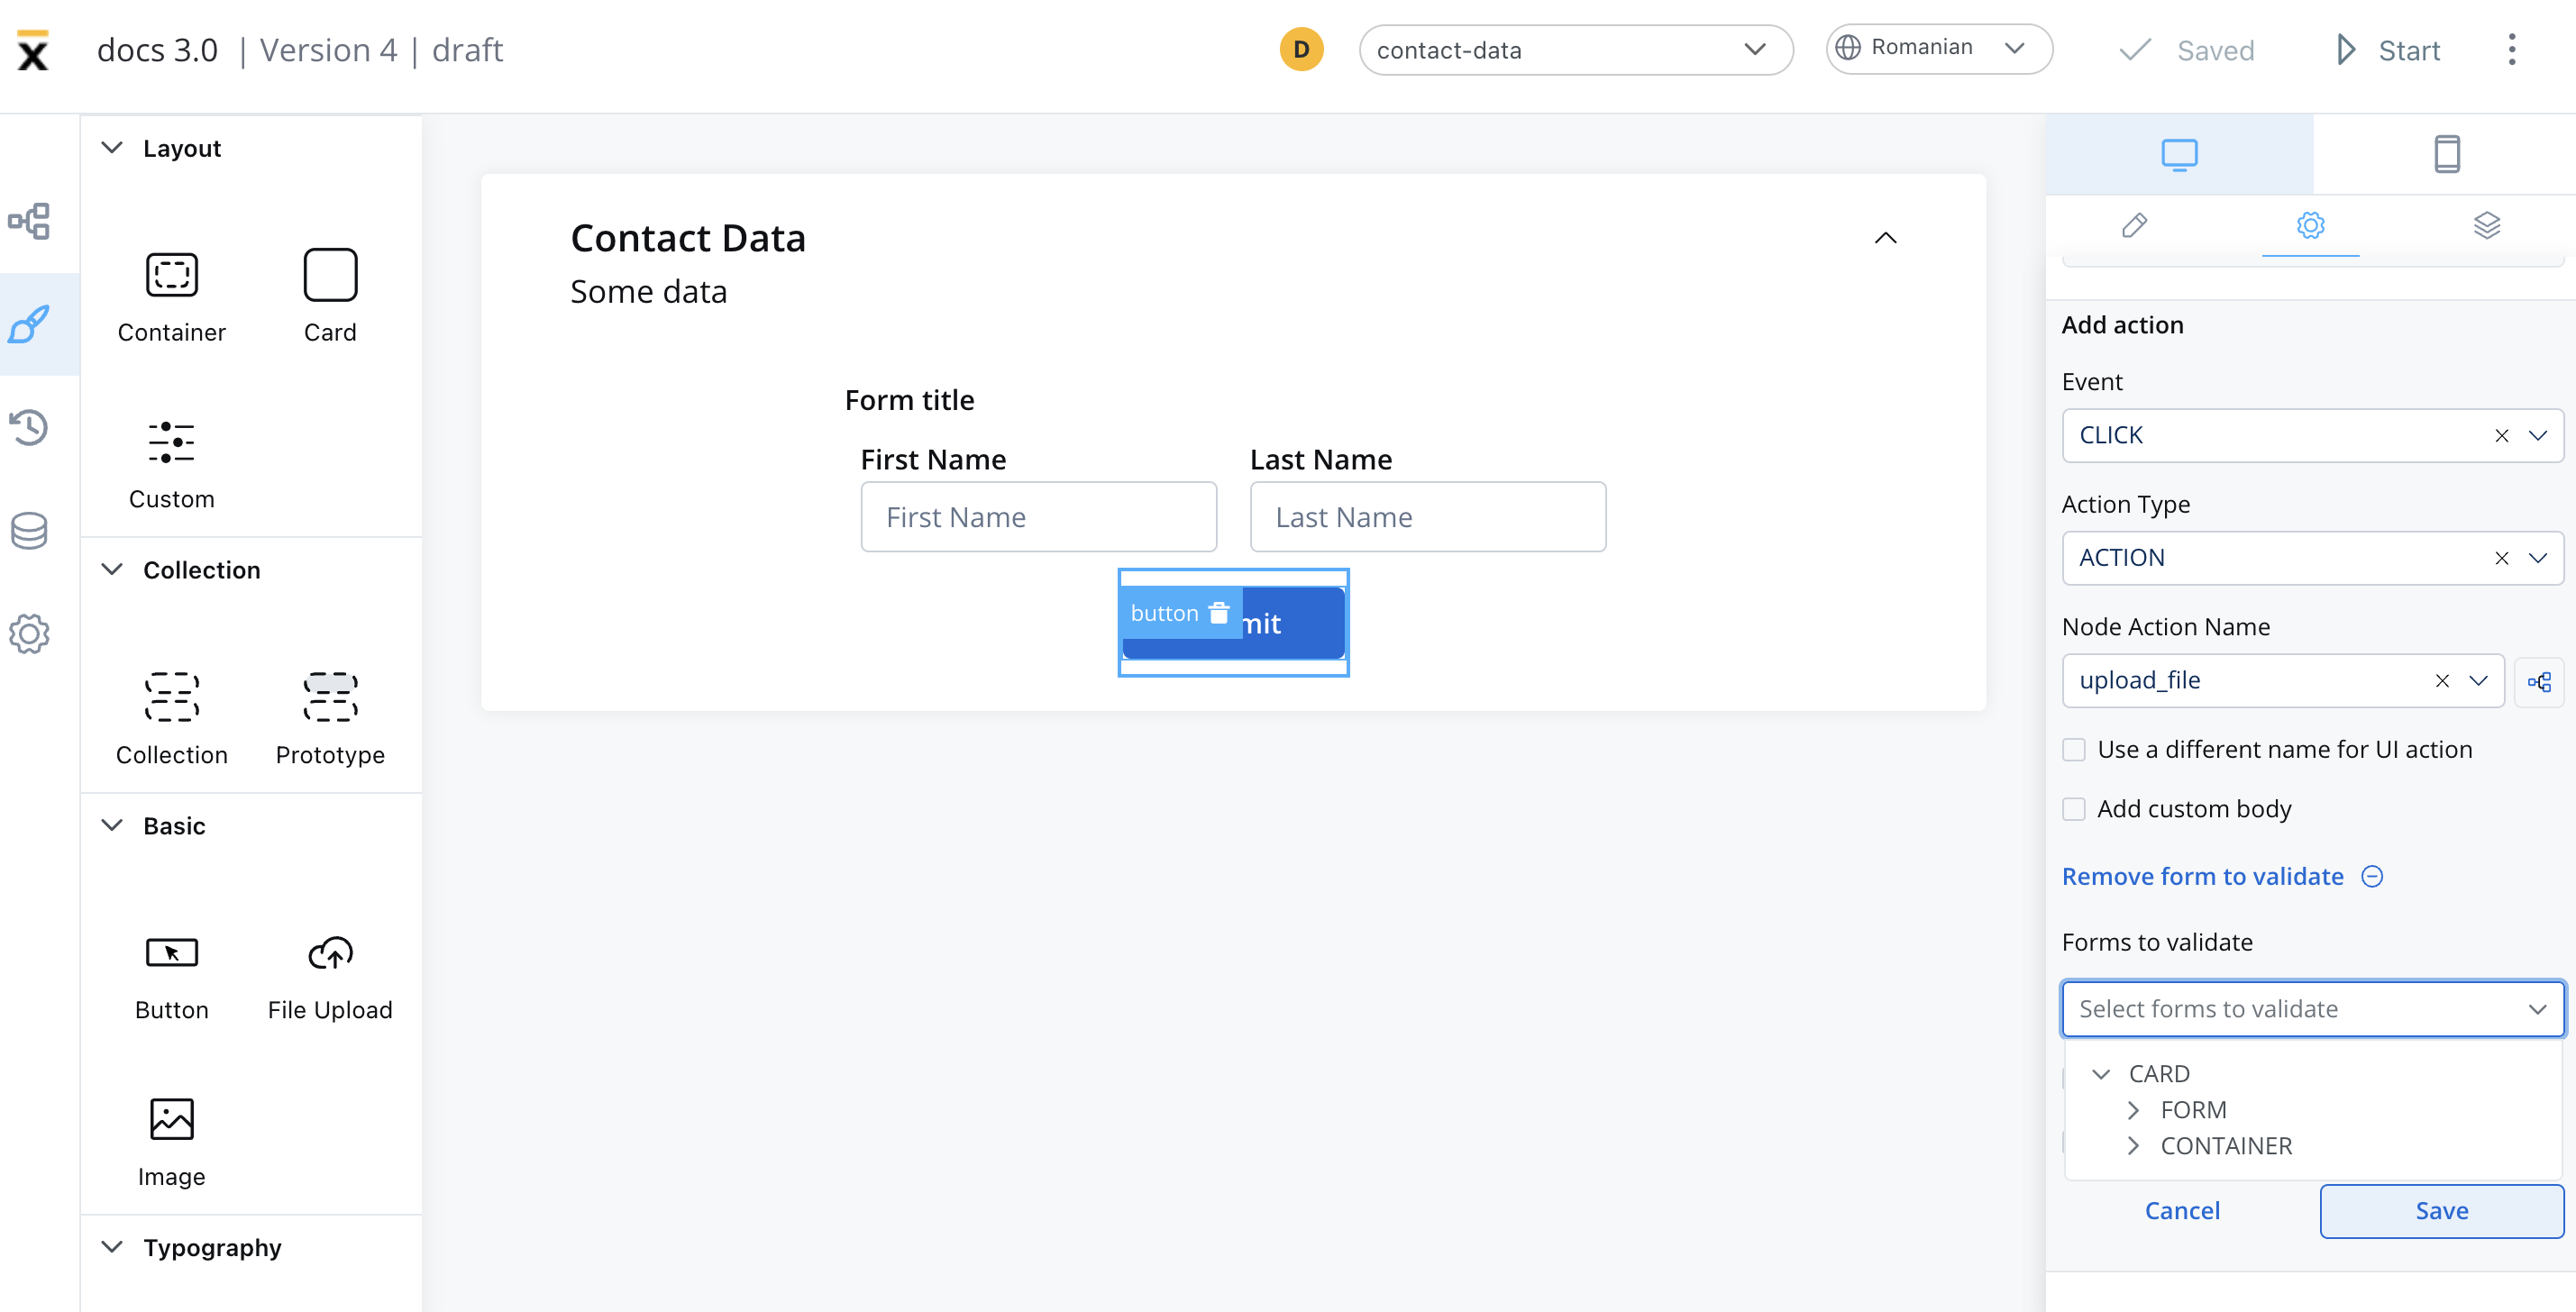 docs 3.0 | Version 4 | draft
D
contact-data
Romanian
Saved
Start
Layout
Container
Card
Custom
Collection
Collection
Prototype
Basic
Button
File Upload
Image
Typography
Contact Data
Some data
Form title
First Name
Last Name
First Name
Last Name
button
mit
Add action
Event
CLICK
Action Type
ACTION
Node Action Name
upload_file
Use a different name for UI action
Add custom body
Remove form to validate
Forms to validate
Select forms to validate
CARD
FORM
CONTAINER
Cancel
Save